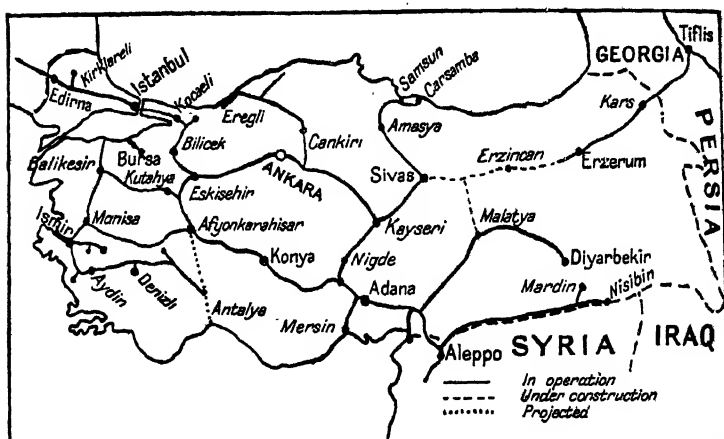 Tiflis
GEORGIA
Kirklareli
Istanbul
Samsun
Carsamba
Edirna
Kocaeli
Eregli
Kars
PERSIA
Cankiri
Amasya
Bilicek
Bursa
Balikesir
Kutahya
ANKARA
Erzincan
Erzerum
Sivas
Eskisehir
Ismir
Manisa
Afyonkarahisar
Kayseri
Malatya
Konya
Nigde
Diyarbekir
Mardin
Nisibin
Aydin
Denizli
Adana
Antalya
Mersin
Aleppo
SYRIA
IRAQ
In operation
Under construction
Projected